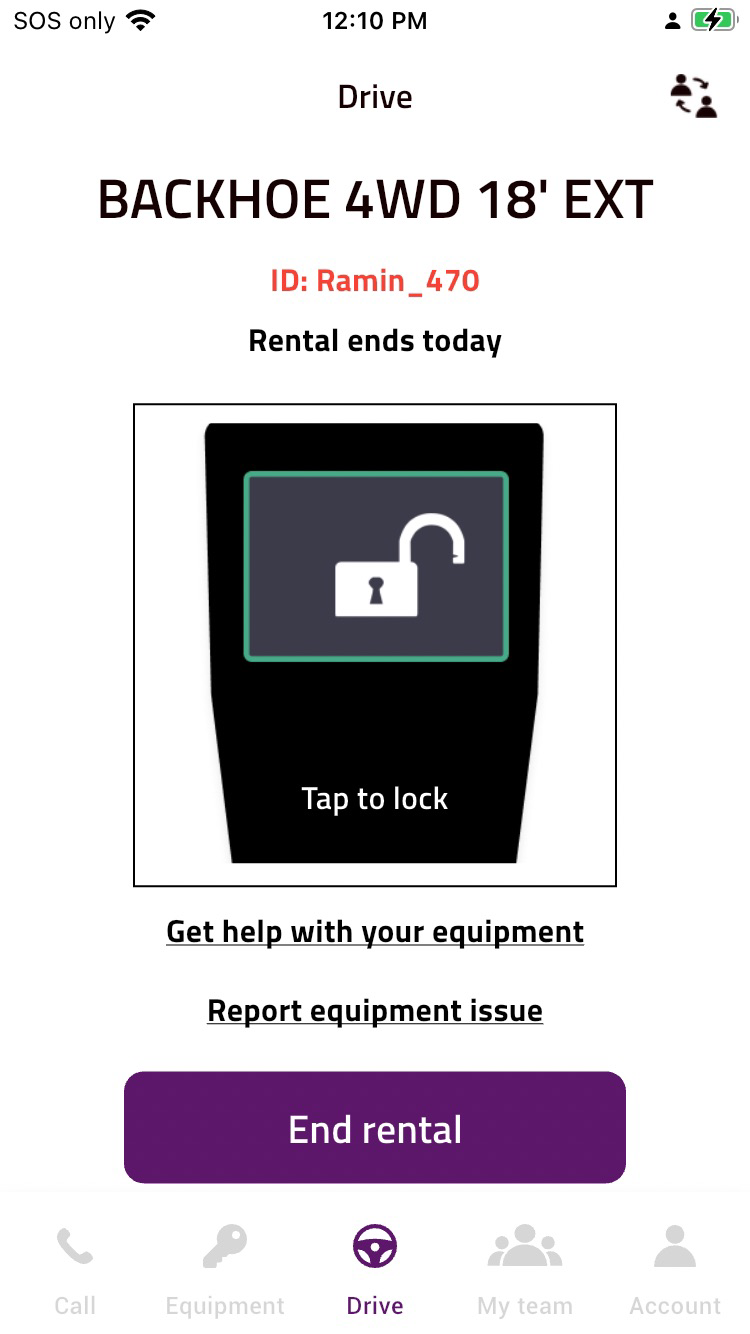 SOS only
12:10 PM
Drive
BACKHOE 4WD 18' EXT
ID: Ramin_470
Rental ends today
Tap to lock
Get help with your equipment
Report equipment issue
End rental
Call
Equipment
Drive
My team
Account